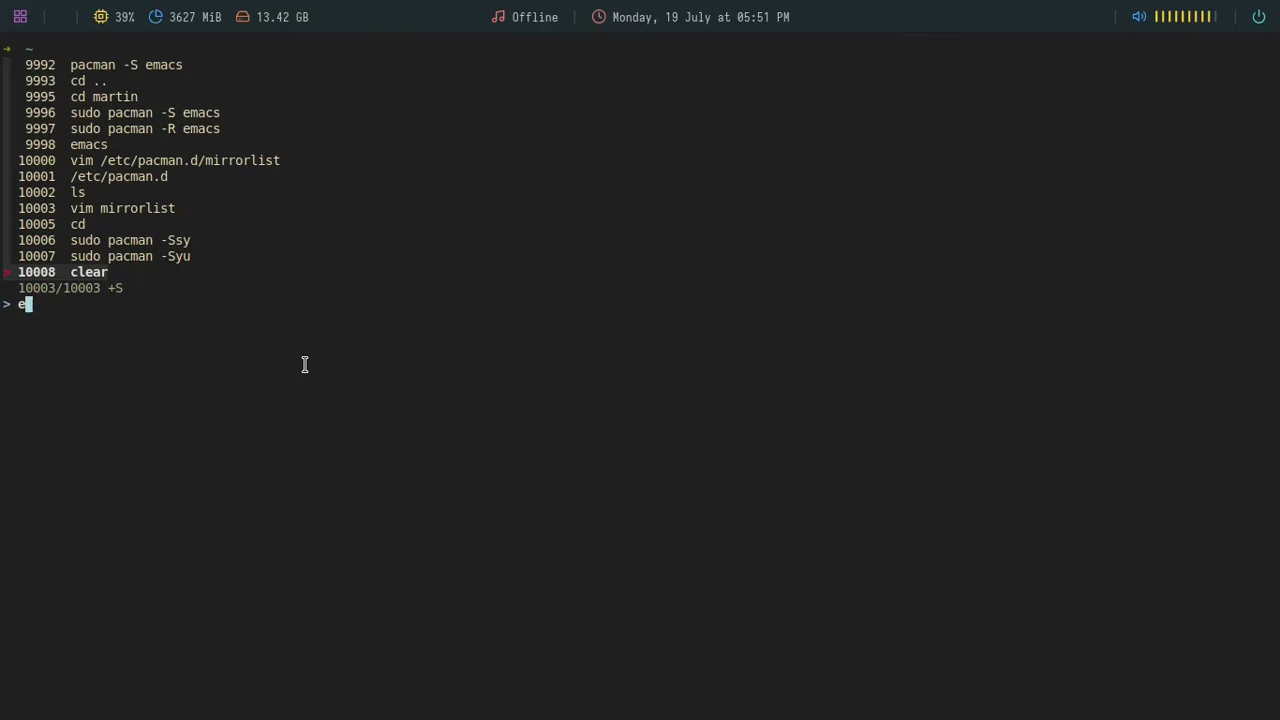 39% 3627 MiB 13.42 GB Offline Monday, 19 July at 05:51 PM
➜ ~
9992 pacman -S emacs
9993 cd ..
9995 cd martin
9996 sudo pacman -S emacs
9997 sudo pacman -R emacs
9998 emacs
10000 vim /etc/pacman.d/mirrorlist
10001 /etc/pacman.d
10002 ls
10003 vim mirrorlist
10005 cd
10006 sudo pacman -Ssy
10007 sudo pacman -Syu
> 10008 clear
10003/10003 +S
> e